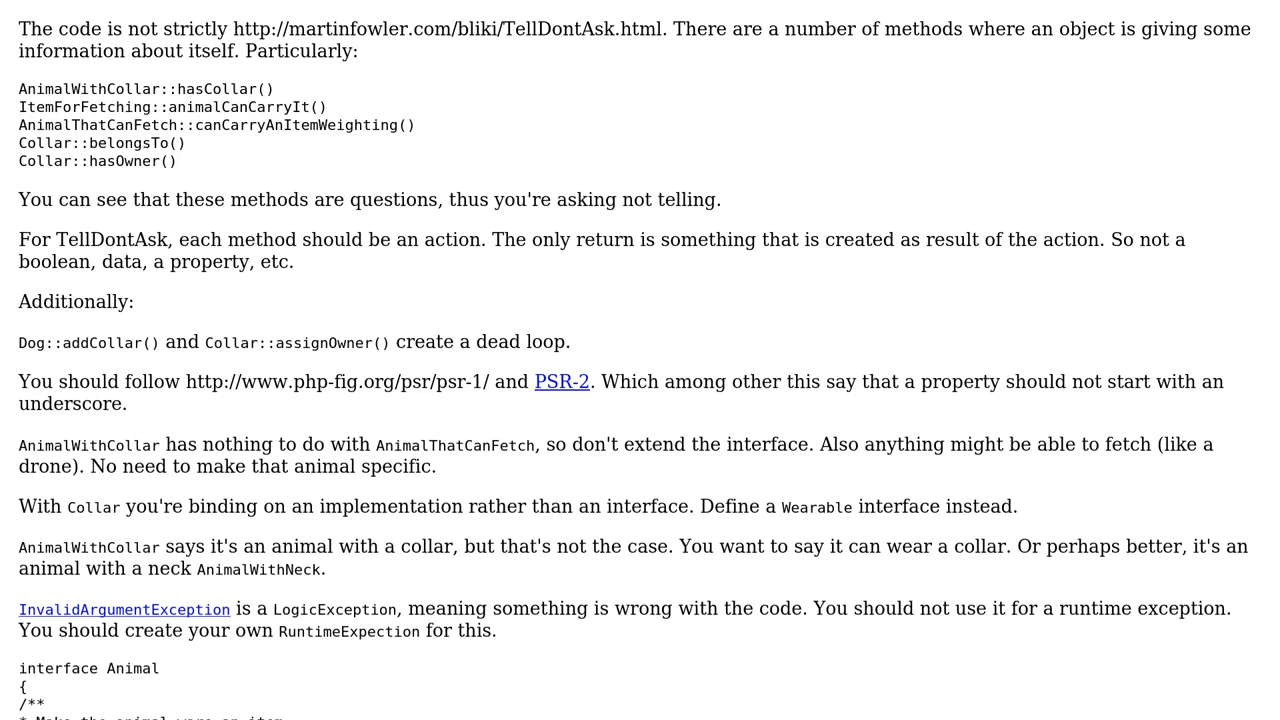 The code is not strictly http://martinfowler.com/bliki/TellDontAsk.html. There are a number of methods where an object is giving some
information about itself. Particularly:
AnimalWithCollar::hasCollar()
ItemForFetching::animalCanCarryIt()
AnimalThatCanFetch::canCarryAnItemWeighting()
Collar::belongsTo()
Collar::hasOwner()
You can see that these methods are questions, thus you're asking not telling.
For TellDontAsk, each method should be an action. The only return is something that is created as result of the action. So not a
boolean, data, a property, etc.
Additionally:
Dog::addCollar() and Collar::assignOwner() create a dead loop.
You should follow http://www.php-fig.org/psr/psr-1/ and PSR-2. Which among other this say that a property should not start with an
underscore.
AnimalWithCollar has nothing to do with AnimalThatCanFetch, so don't extend the interface. Also anything might be able to fetch (like a
drone). No need to make that animal specific.
With Collar you're binding on an implementation rather than an interface. Define a Wearable interface instead.
AnimalWithCollar says it's an animal with a collar, but that's not the case. You want to say it can wear a collar. Or perhaps better, it's an
animal with a neck AnimalWithNeck.
InvalidArgumentException is a LogicException, meaning something is wrong with the code. You should not use it for a runtime exception.
You should create your own RuntimeExpection for this.
interface Animal
{
/**